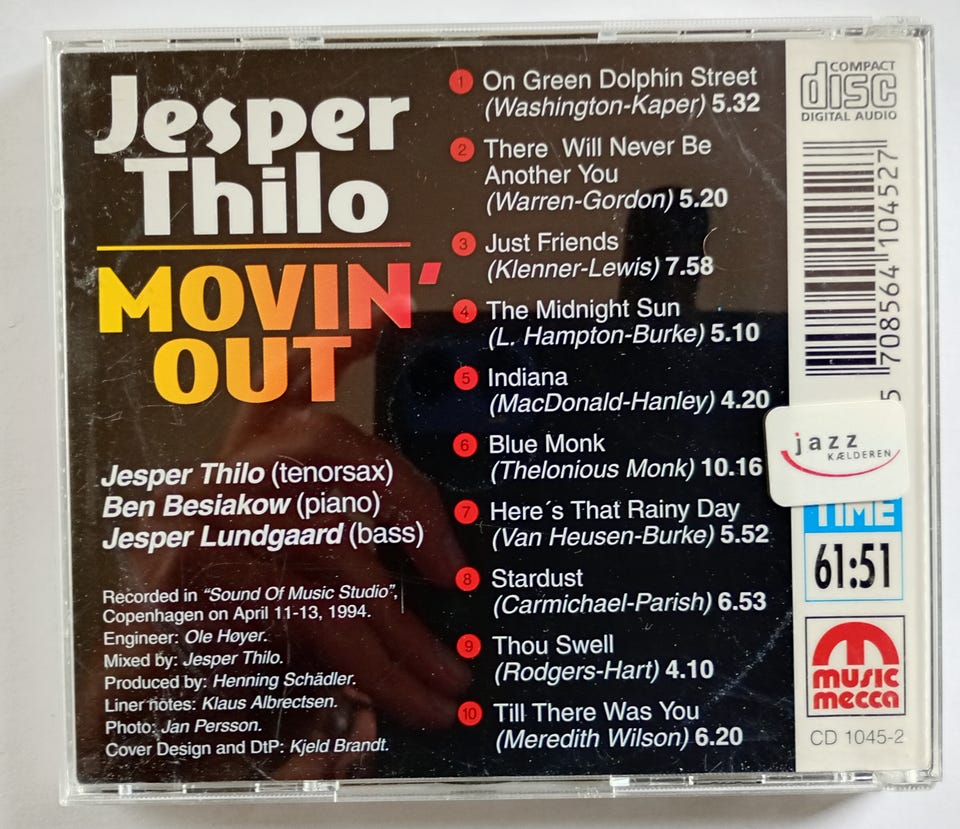 Jesper
Thilo
MOVIN'
OUT
Jesper Thilo (tenorsax)
Ben Besiakow (piano)
Jesper Lundgaard (bass)
Recorded in "Sound Of Music Studio",
Copenhagen on April 11-13, 1994.
Engineer: Ole Høyer.
Mixed by: Jesper Thilo.
Produced by: Henning Schädler.
Liner notes: Klaus Albrectsen.
Photo: Jan Persson.
Cover Design and DtP: Kjeld Brandt.
1 On Green Dolphin Street
(Washington-Kaper) 5.32
2 There Will Never Be
Another You
(Warren-Gordon) 5.20
3 Just Friends
(Klenner-Lewis) 7.58
4 The Midnight Sun
(L. Hampton-Burke) 5.10
5 Indiana
(MacDonald-Hanley) 4.20
6 Blue Monk
(Thelonious Monk) 10.16
7 Here´s That Rainy Day
(Van Heusen-Burke) 5.52
8 Stardust
(Carmichael-Parish) 6.53
9 Thou Swell
(Rodgers-Hart) 4.10
10 Till There Was You
(Meredith Wilson) 6.20
COMPACT
disc
DIGITAL AUDIO
5 708564 104527
jazz
KÆLDEREN
TIME
61:51
music
mecca
CD 1045-2